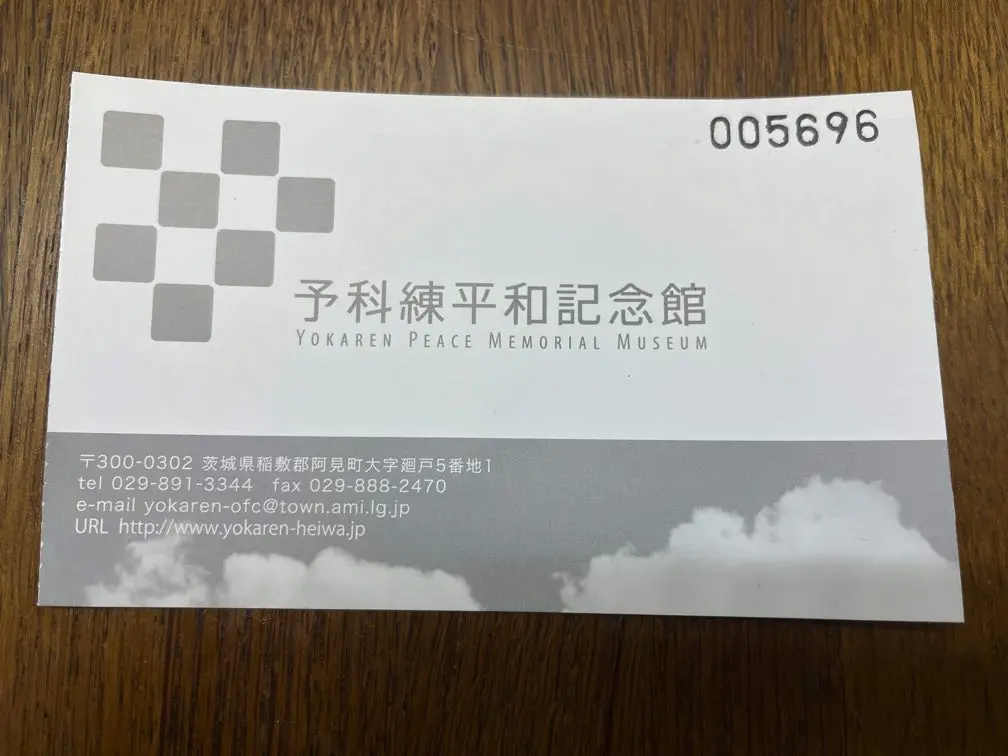 005696
予科練平和記念館
YOKAREN PEACE MEMORIAL MUSEUM
〒300-0302 茨城県稲敷郡阿見町大字廻戸5番地1
tel 029-891-3344 fax 029-888-2470
e-mail yokaren-ofc@town.ami.lg.jp
URL http://www.yokaren-heiwa.jp